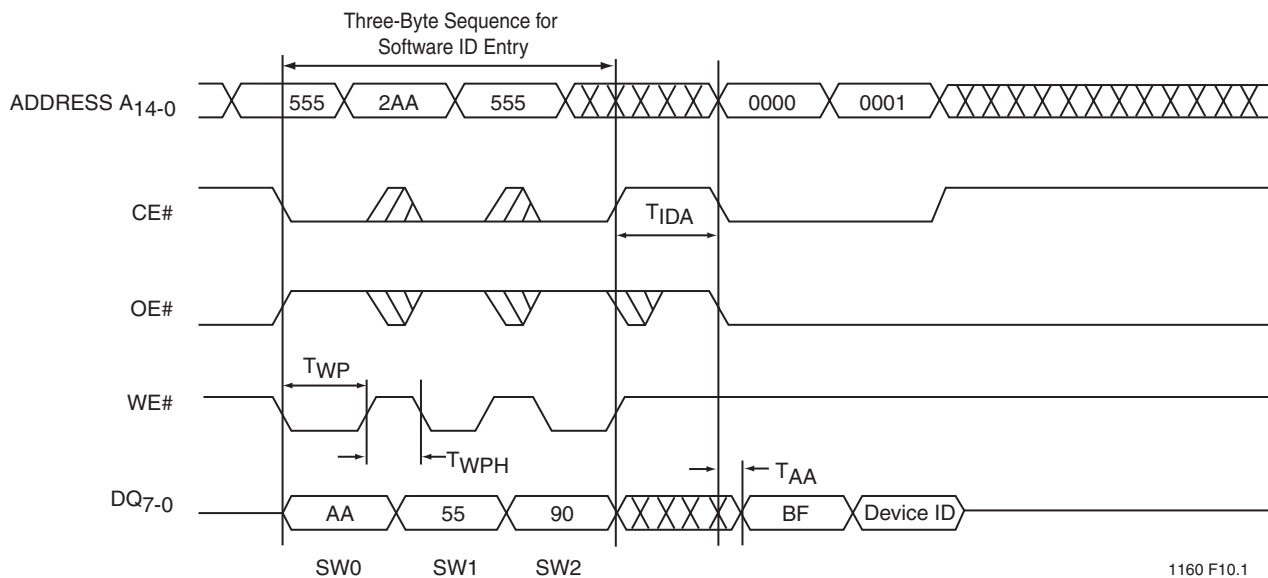 Three-Byte Sequence for
Software ID Entry
ADDRESS A14-0
555
2AA
555
0000
0001
CE#
TIDA
OE#
TWP
WE#
TWPH
TAA
DQ7-0
AA
55
90
BF
Device ID
SW0
SW1
SW2
1160 F10.1